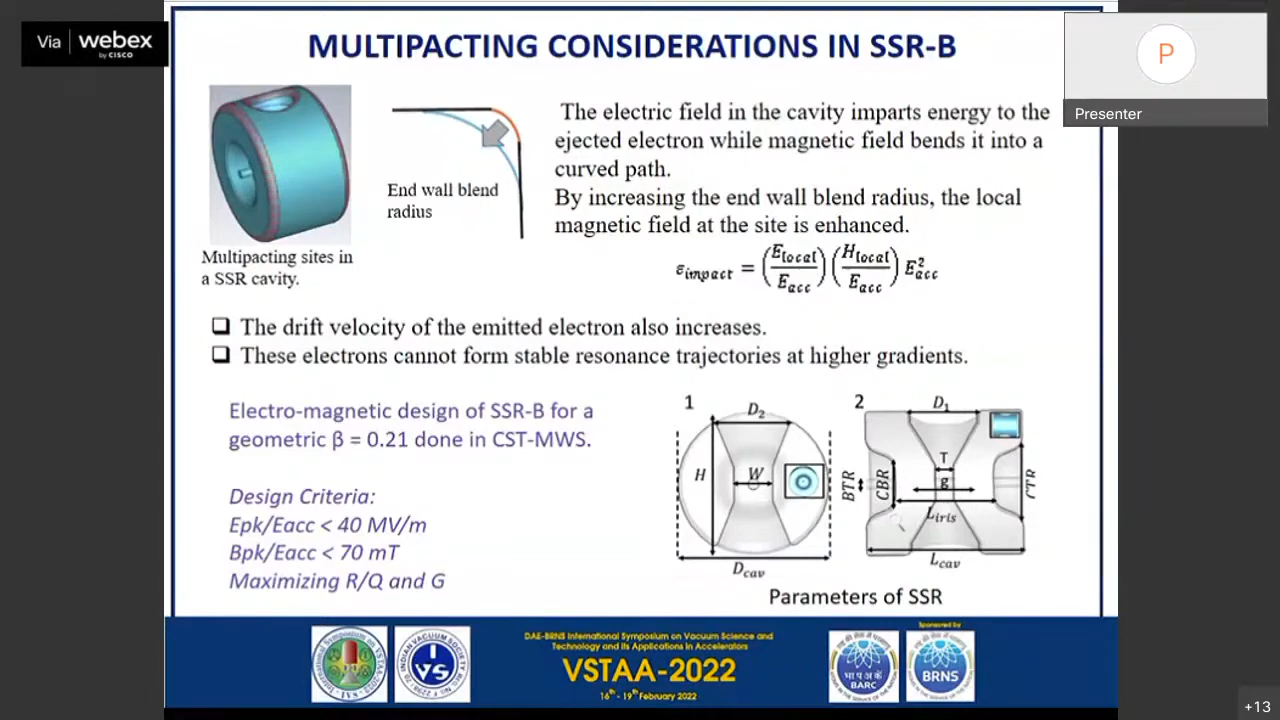 Via webex
by CISCO
MULTIPACTING CONSIDERATIONS IN SSR-B
P
Presenter
The electric field in the cavity imparts energy to the
ejected electron while magnetic field bends it into a
curved path.
By increasing the end wall blend radius, the local
magnetic field at the site is enhanced.
End wall blend
radius
Multipacting sites in
a SSR cavity.
ε_impact = (E_local/E_acc) (H_local/E_acc) E_acc^2
❑ The drift velocity of the emitted electron also increases.
❑ These electrons cannot form stable resonance trajectories at higher gradients.
Electro-magnetic design of SSR-B for a
geometric β = 0.21 done in CST-MWS.
Design Criteria:
Epk/Eacc < 40 MV/m
Bpk/Eacc < 70 mT
Maximizing R/Q and G
1
D₂
H
W
D_cav
2
D₁
T
g
BTR
CBR
L_iris
L_cav
Parameters of SSR
DAE-BRNS International Symposium on Vacuum Science and
Technology and its Applications in Accelerators
VSTAA-2022
16th - 19th February 2022
IVS
Sponsored by
BARC
BRNS
+13